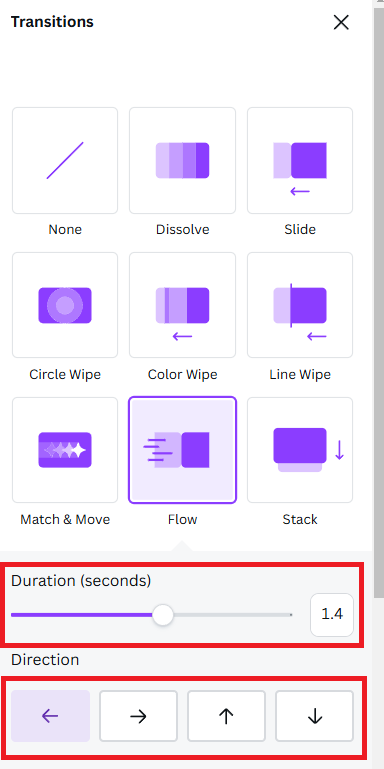 Transitions
None
Dissolve
Slide
Circle Wipe
Color Wipe
Line Wipe
Match & Move
Flow
Stack
Duration (seconds)
1.4
Direction